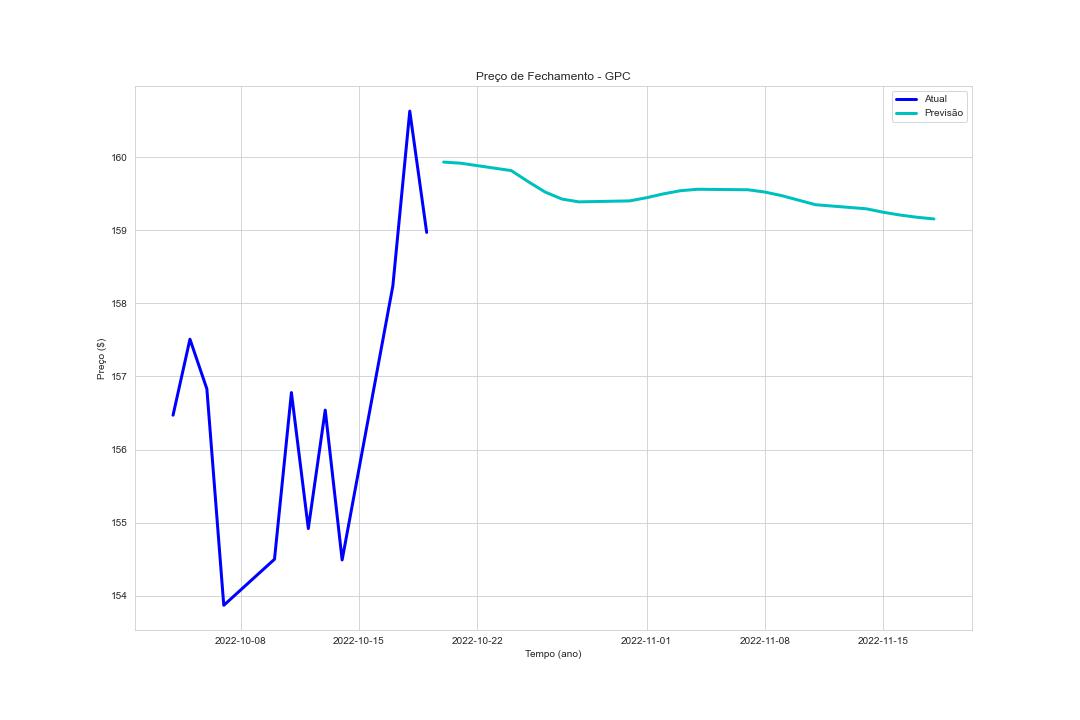 Preço de Fechamento - GPC
Atual
Previsão
Preço ($)
160
159
158
157
156
155
154
2022-10-08
2022-10-15
2022-10-22
2022-11-01
2022-11-08
2022-11-15
Tempo (ano)